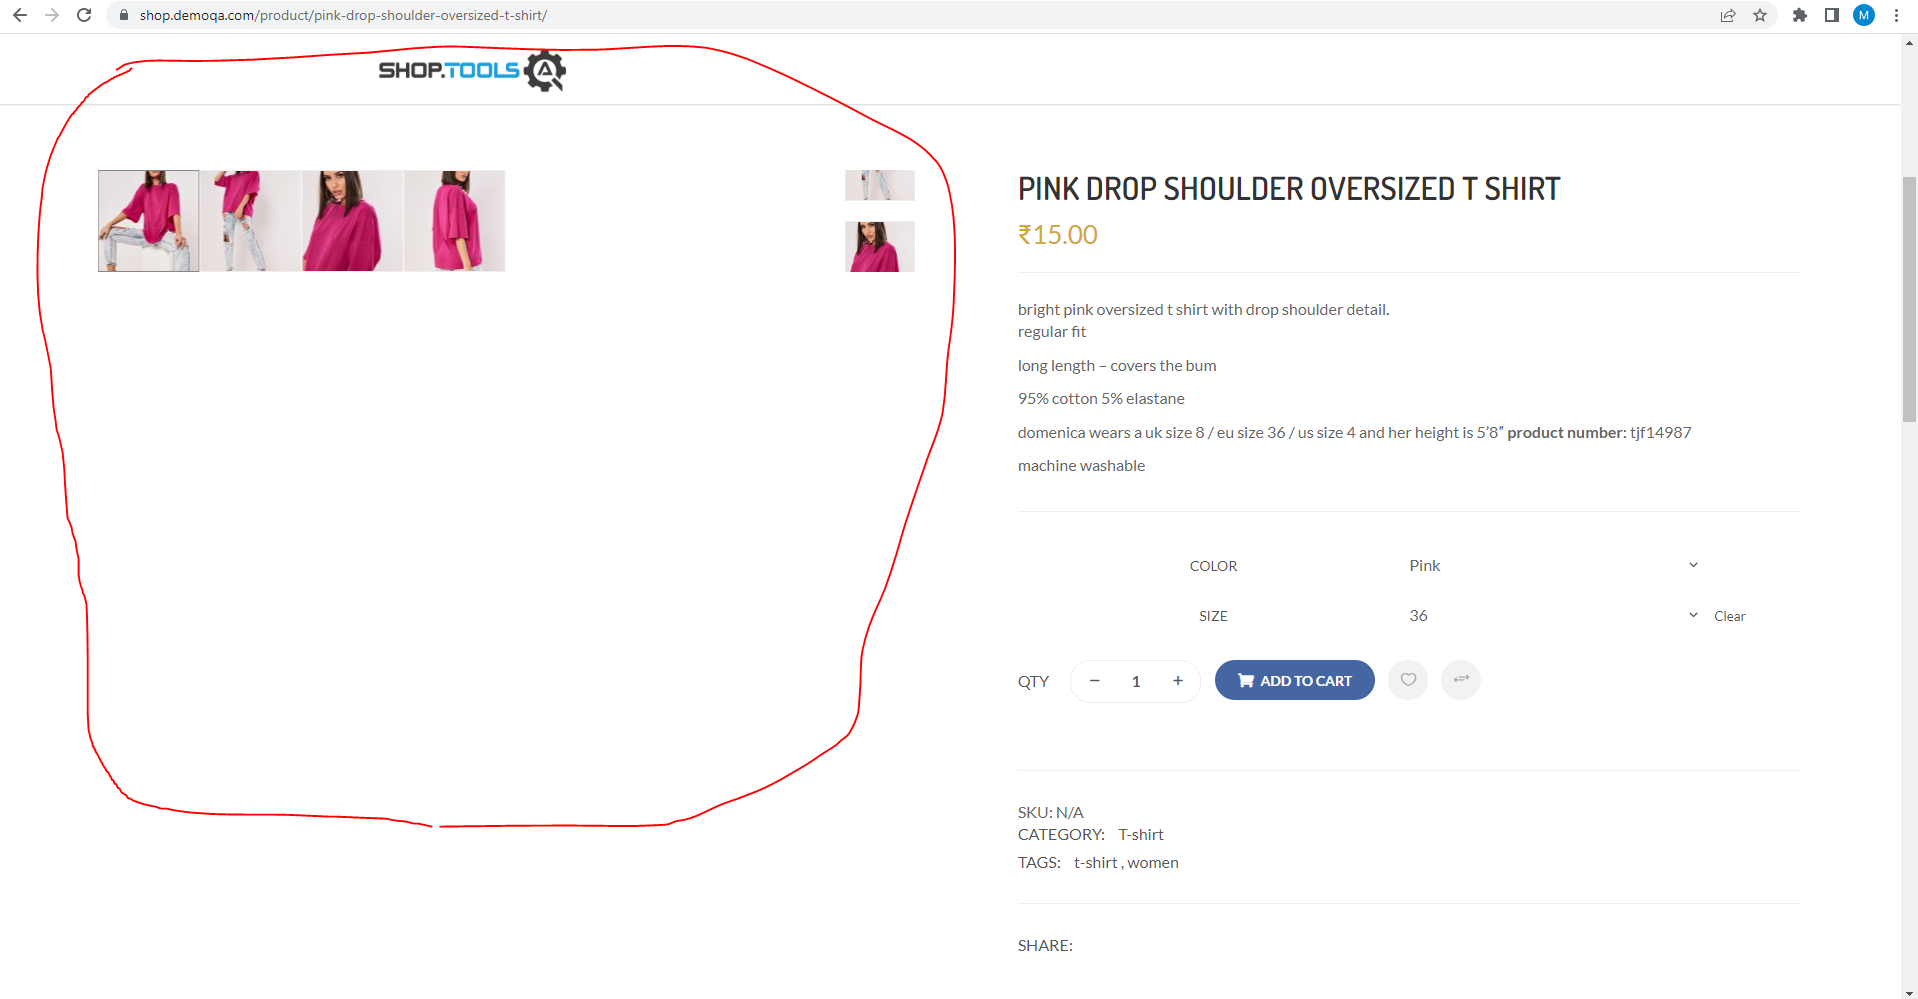 shop.demoqa.com/product/pink-drop-shoulder-oversized-t-shirt/
M
SHOP.TOOLS
PINK DROP SHOULDER OVERSIZED T SHIRT
₹15.00
bright pink oversized t shirt with drop shoulder detail.
regular fit
long length – covers the bum
95% cotton 5% elastane
domenica wears a uk size 8 / eu size 36 / us size 4 and her height is 5’8” product number: tjf14987
machine washable
COLOR Pink
SIZE 36 Clear
QTY − 1 + ADD TO CART
SKU: N/A
CATEGORY: T-shirt
TAGS: t-shirt , women
SHARE: